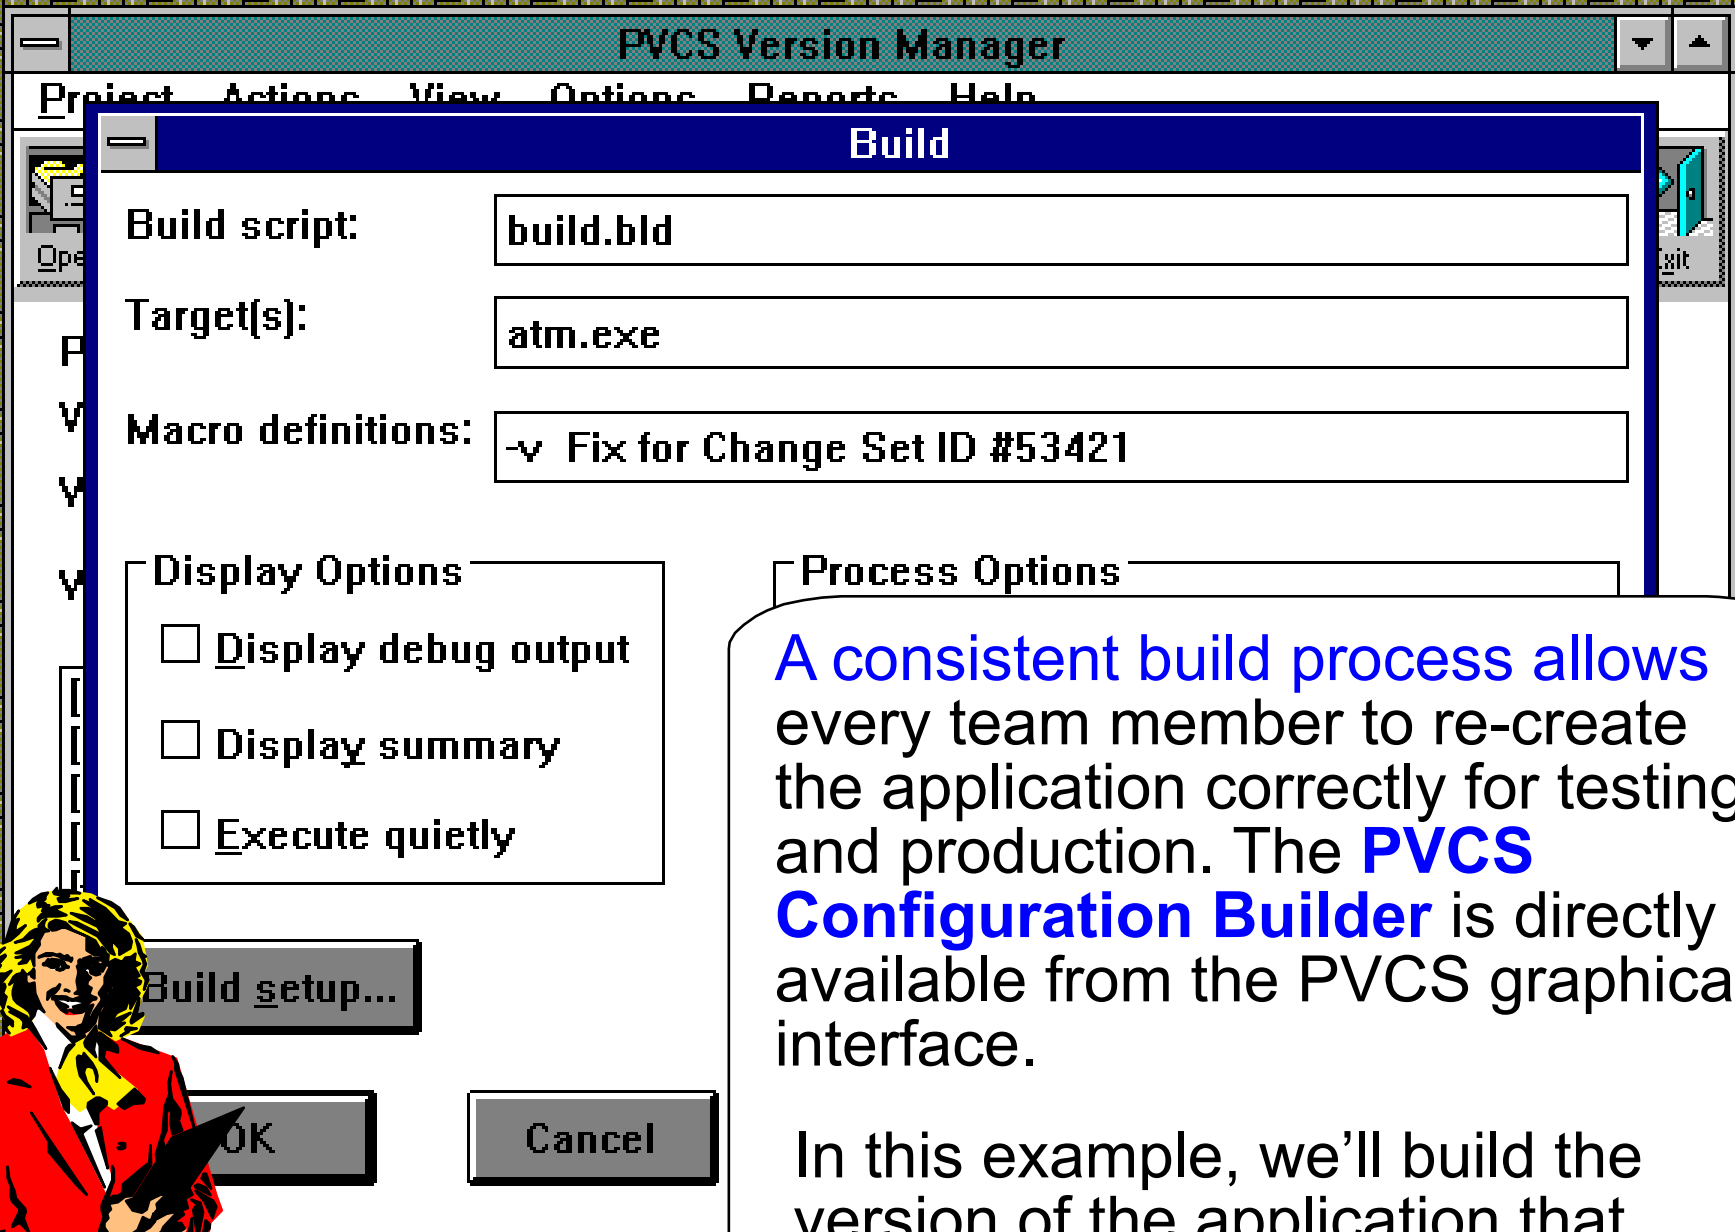 PVCS Version Manager
Project Actions View Options Reports Help
Build
Build script:
build.bld
Target(s):
atm.exe
Macro definitions:
-v Fix for Change Set ID #53421
Display Options
Display debug output
Display summary
Execute quietly
Process Options
Build setup...
OK
Cancel
A consistent build process allows
every team member to re-create
the application correctly for testing
and production. The PVCS
Configuration Builder is directly
available from the PVCS graphica
interface.
In this example, we’ll build the
version of the application that